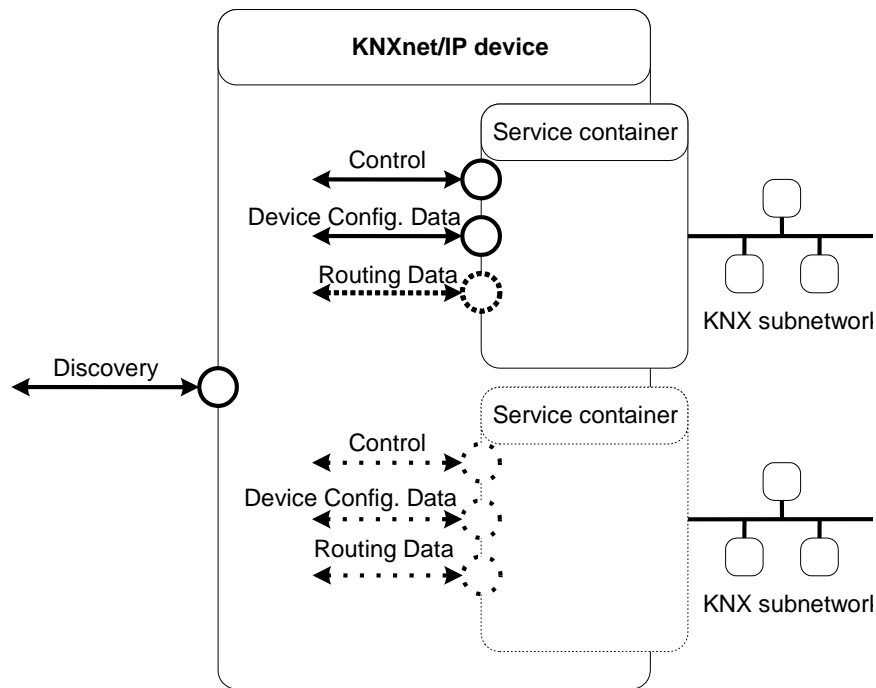 KNXnet/IP device
Service container
Control
Device Config. Data
Routing Data
KNX subnetwork
Discovery
Service container
Control
Device Config. Data
Routing Data
KNX subnetwork